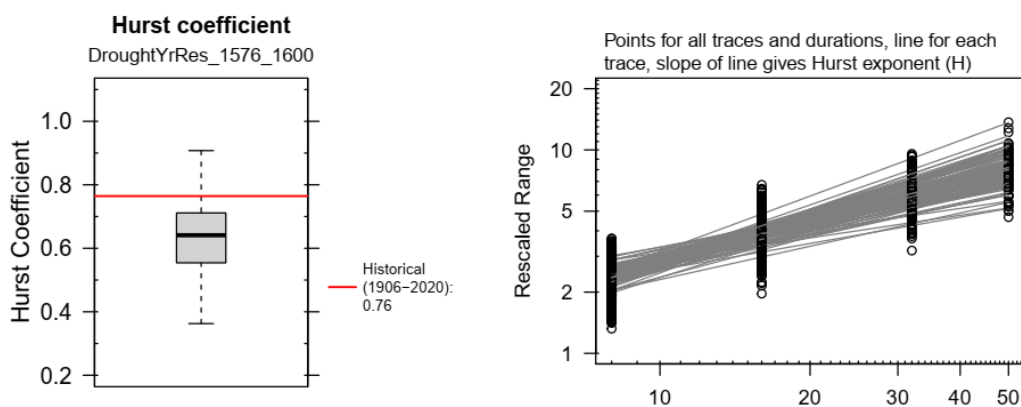 Hurst coefficient
DroughtYrRes_1576_1600
Hurst Coefficient
1.0
0.8
0.6
0.4
0.2
Historical
(1906−2020):
0.76
Points for all traces and durations, line for each
trace, slope of line gives Hurst exponent (H)
Rescaled Range
20
10
5
2
1
10
20
30
40
50